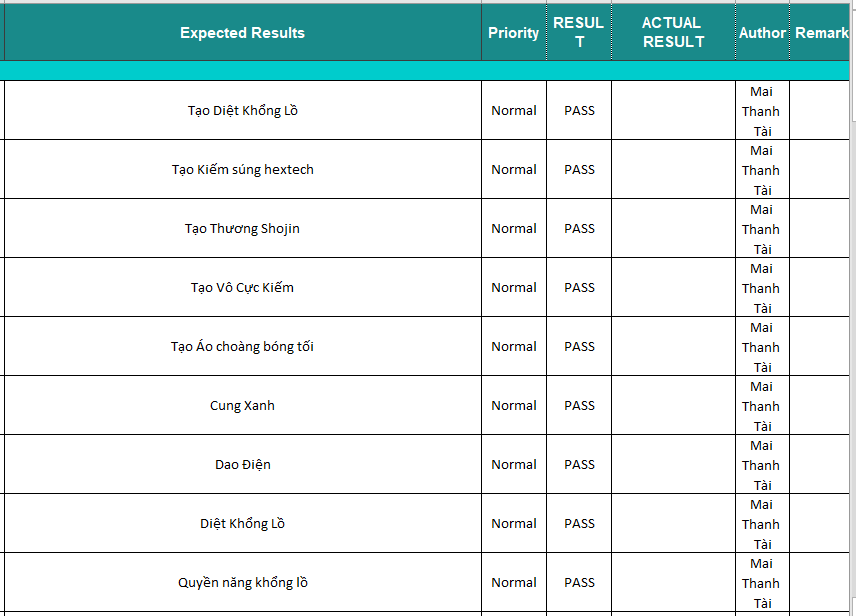 Expected Results Priority RESUL T ACTUAL RESULT Author Remark
Tạo Diệt Khổng Lồ Normal PASS Mai Thanh Tài
Tạo Kiếm súng hextech Normal PASS Mai Thanh Tài
Tạo Thương Shojin Normal PASS Mai Thanh Tài
Tạo Vô Cực Kiếm Normal PASS Mai Thanh Tài
Tạo Áo choàng bóng tối Normal PASS Mai Thanh Tài
Cung Xanh Normal PASS Mai Thanh Tài
Dao Điện Normal PASS Mai Thanh Tài
Diệt Khổng Lồ Normal PASS Mai Thanh Tài
Quyền năng khổng lồ Normal PASS Mai Thanh Tài